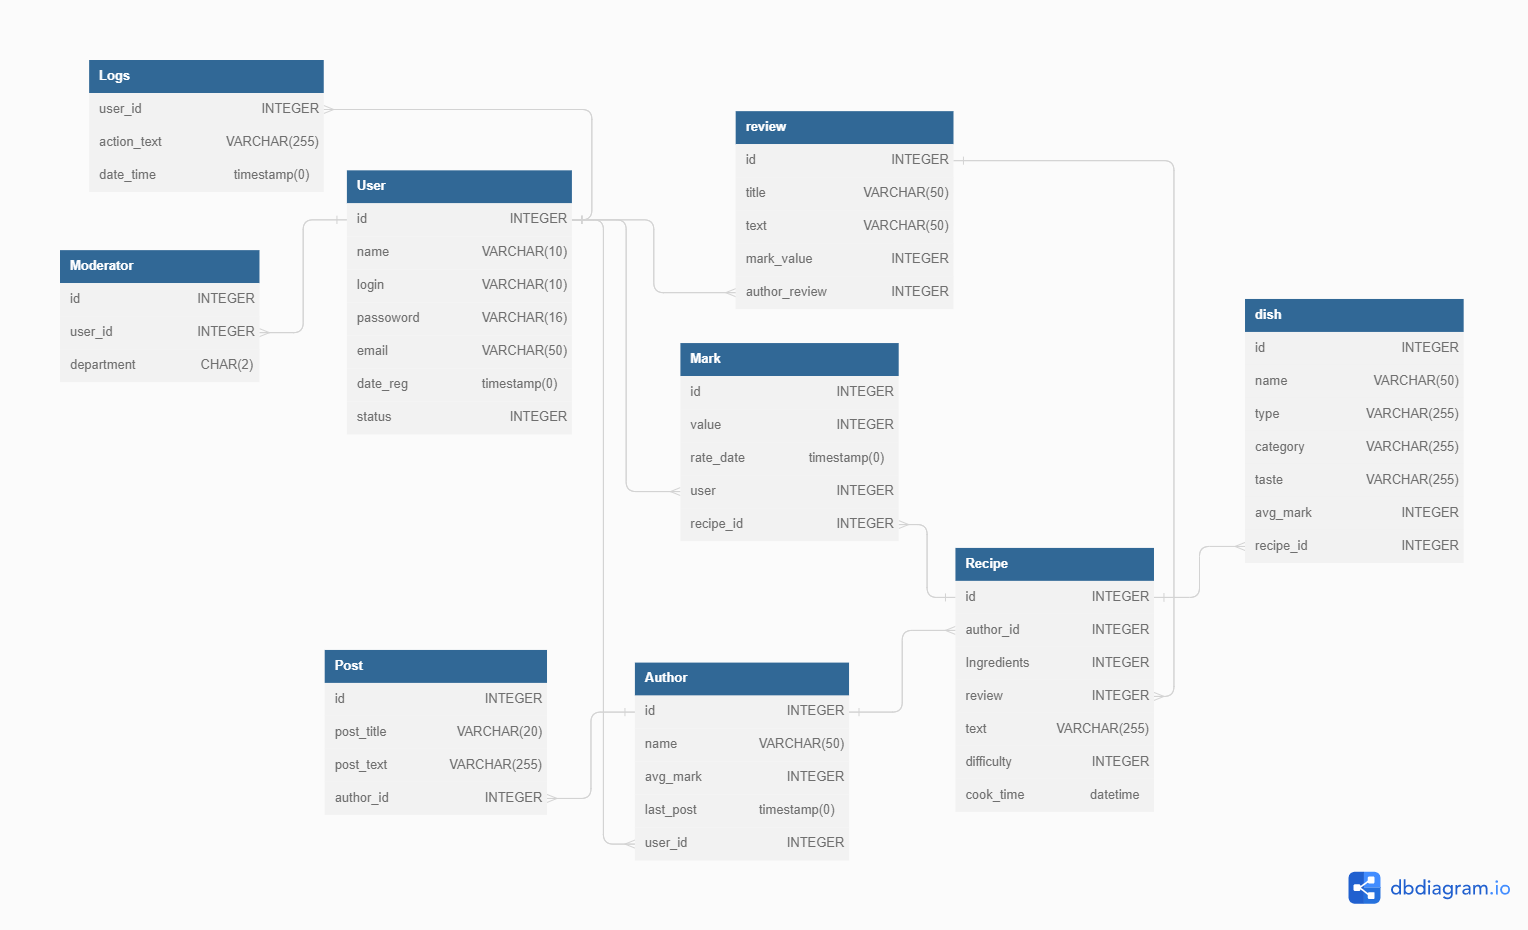 Logs
user_id INTEGER
action_text VARCHAR(255)
date_time timestamp(0)
User
id INTEGER
name VARCHAR(10)
login VARCHAR(10)
passoword VARCHAR(16)
email VARCHAR(50)
date_reg timestamp(0)
status INTEGER
Moderator
id INTEGER
user_id INTEGER
department CHAR(2)
review
id INTEGER
title VARCHAR(50)
text VARCHAR(50)
mark_value INTEGER
author_review INTEGER
Mark
id INTEGER
value INTEGER
rate_date timestamp(0)
user INTEGER
recipe_id INTEGER
dish
id INTEGER
name VARCHAR(50)
type VARCHAR(255)
category VARCHAR(255)
taste VARCHAR(255)
avg_mark INTEGER
recipe_id INTEGER
Recipe
id INTEGER
author_id INTEGER
Ingredients INTEGER
review INTEGER
text VARCHAR(255)
difficulty INTEGER
cook_time datetime
Post
id INTEGER
post_title VARCHAR(20)
post_text VARCHAR(255)
author_id INTEGER
Author
id INTEGER
name VARCHAR(50)
avg_mark INTEGER
last_post timestamp(0)
user_id INTEGER
dbdiagram.io